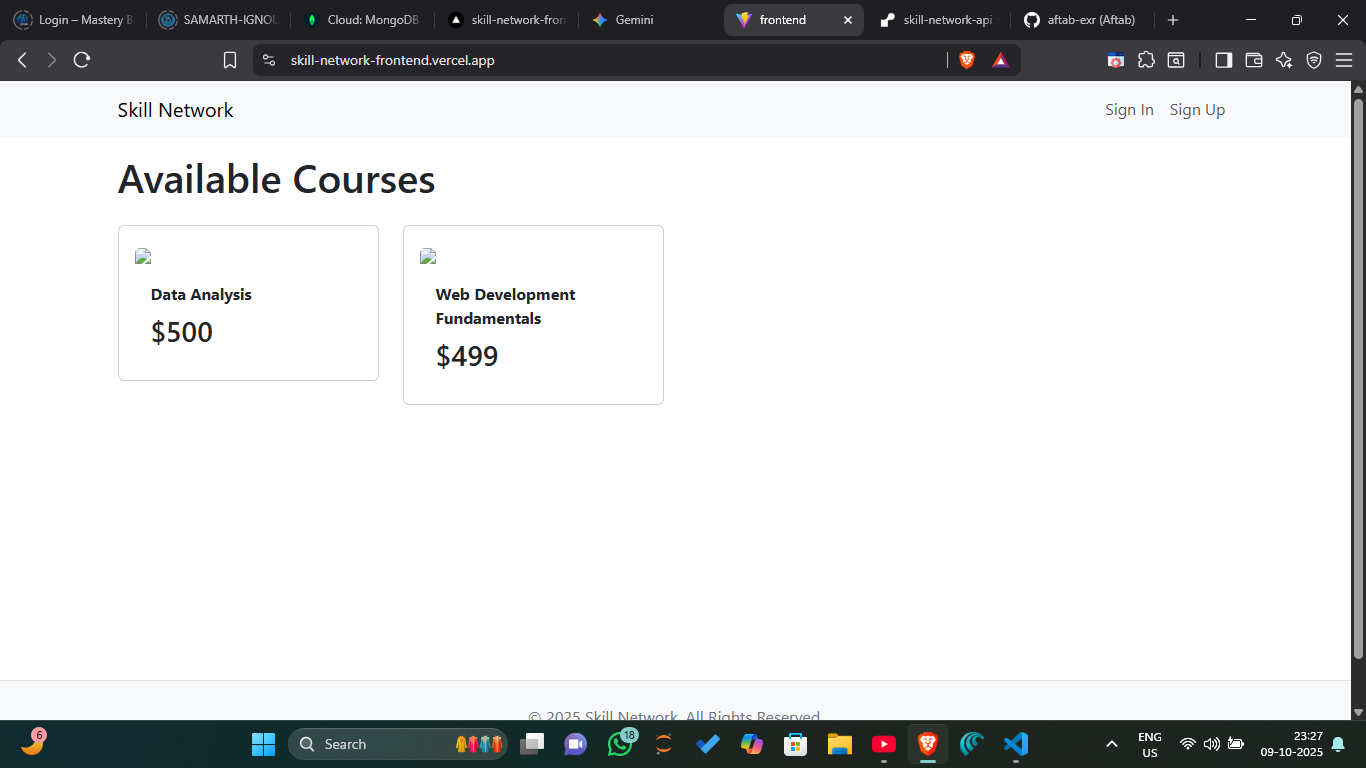 Login – Mastery B
SAMARTH-IGNOU
Cloud: MongoDB
skill-network-fron
Gemini
frontend
skill-network-api
aftab-exr (Aftab)
skill-network-frontend.vercel.app
Skill Network
Sign In
Sign Up
Available Courses
Data Analysis
$500
Web Development
Fundamentals
$499
© 2025 Skill Network. All Rights Reserved.
6
Search
18
ENG
US
23:27
09-10-2025